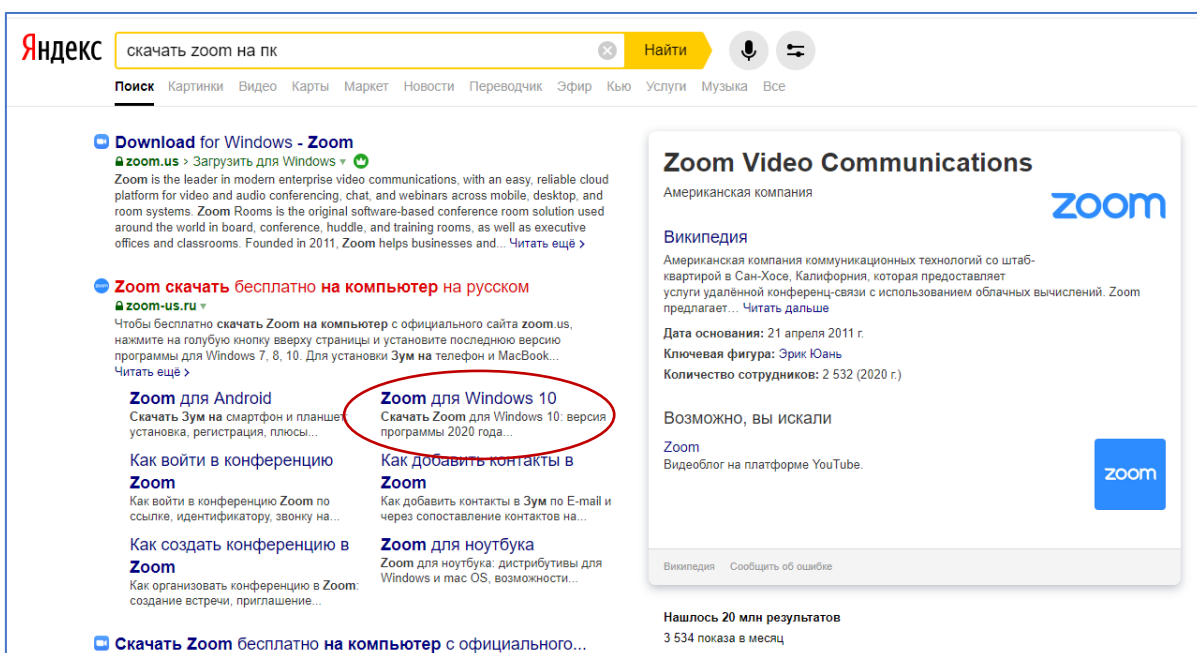 Яндекс
скачать zoom на пк
Найти
Поиск Картинки Видео Карты Маркет Новости Переводчик Эфир Кью Услуги Музыка Все
Download for Windows - Zoom
zoom.us › Загрузить для Windows
Zoom is the leader in modern enterprise video communications, with an easy, reliable cloud
platform for video and audio conferencing, chat, and webinars across mobile, desktop, and
room systems. Zoom Rooms is the original software-based conference room solution used
around the world in board, conference, huddle, and training rooms, as well as executive
offices and classrooms. Founded in 2011, Zoom helps businesses and... Читать ещё ›
zoom
Zoom скачать бесплатно на компьютер на русском
zoom-us.ru
Чтобы бесплатно скачать Zoom на компьютер с официального сайта zoom.us,
нажмите на голубую кнопку вверху страницы и установите последнюю версию
программы для Windows 7, 8, 10. Для установки Зум на телефон и MacBook...
Читать ещё ›
Zoom для Android
Скачать Зум на смартфон и планшет
установка, регистрация, плюсы...
Zoom для Windows 10
Скачать Zoom для Windows 10: версия
программы 2020 года...
Как войти в конференцию
Zoom
Как войти в конференцию Zoom по
ссылке, идентификатору, звонку на...
Как добавить контакты в
Zoom
Как добавить контакты в Зум по E-mail и
через сопоставление контактов на...
Как создать конференцию в
Zoom
Как организовать конференцию в Zoom:
создание встречи, приглашение...
Zoom для ноутбука
Zoom для ноутбука: дистрибутивы для
Windows и mac OS, возможности...
Скачать Zoom бесплатно на компьютер с официального...
Zoom Video Communications
Американская компания
zoom
Википедия
Американская компания коммуникационных технологий со штаб-
квартирой в Сан-Хосе, Калифорния, которая предоставляет
услуги удалённой конференц-связи с использованием облачных вычислений. Zoom
предлагает... Читать дальше
Дата основания: 21 апреля 2011 г.
Ключевая фигура: Эрик Юань
Количество сотрудников: 2 532 (2020 г.)
Возможно, вы искали
Zoom
Видеоблог на платформе YouTube.
zoom
Википедия Сообщить об ошибке
Нашлось 20 млн результатов
3 534 показа в месяц